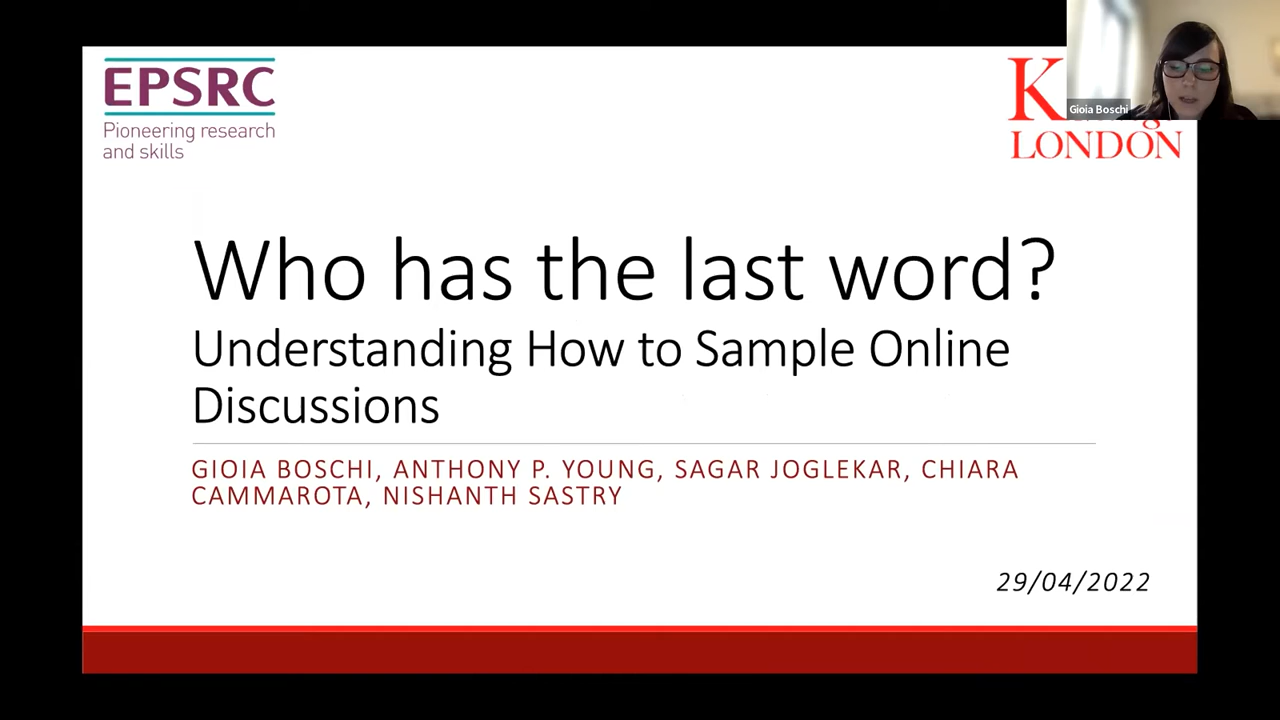 EPSRC
Pioneering research
and skills
K
LONDON
Gioia Boschi
Who has the last word?
Understanding How to Sample Online
Discussions
GIOIA BOSCHI, ANTHONY P. YOUNG, SAGAR JOGLEKAR, CHIARA
CAMMAROTA, NISHANTH SASTRY
29/04/2022